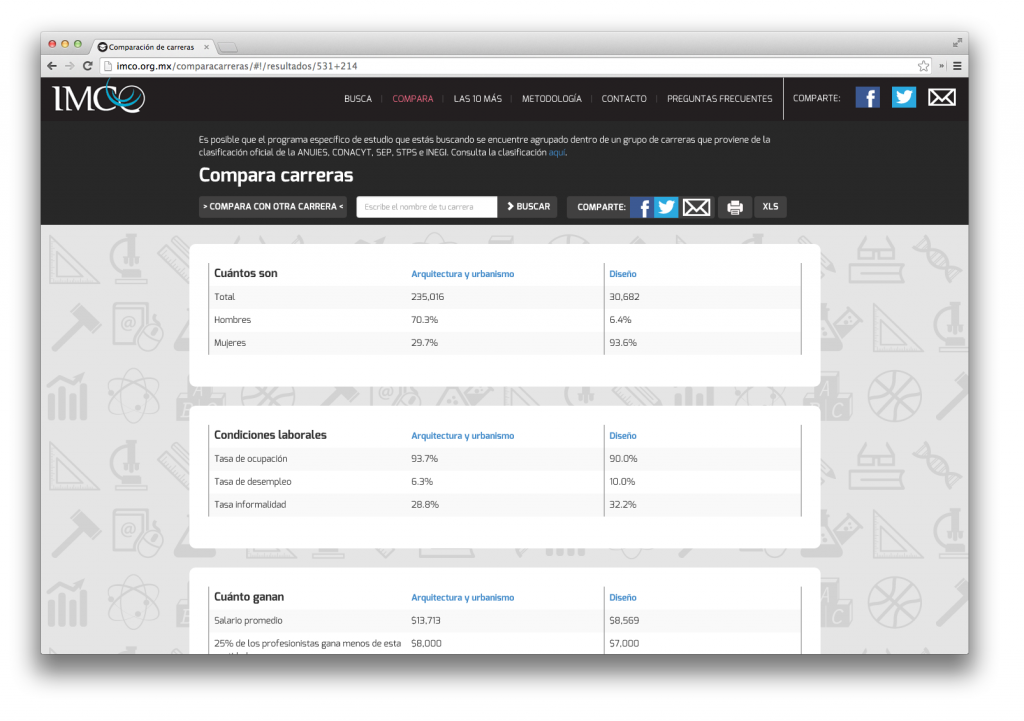 Comparación de carreras
imco.org.mx/comparacarreras/#!/resultados/531+214
IMCO
BUSCA COMPARA LAS 10 MÁS METODOLOGÍA CONTACTO PREGUNTAS FRECUENTES COMPARTE:
Es posible que el programa específico de estudio que estás buscando se encuentre agrupado dentro de un grupo de carreras que proviene de la
clasificación oficial de la ANUIES, CONACYT, SEP, STPS e INEGI. Consulta la clasificación aquí.
Compara carreras
> COMPARA CON OTRA CARRERA < Escribe el nombre de tu carrera BUSCAR COMPARTE: XLS
Cuántos son Arquitectura y urbanismo Diseño
Total 235,016 30,682
Hombres 70.3% 6.4%
Mujeres 29.7% 93.6%
Condiciones laborales Arquitectura y urbanismo Diseño
Tasa de ocupación 93.7% 90.0%
Tasa de desempleo 6.3% 10.0%
Tasa informalidad 28.8% 32.2%
Cuánto ganan Arquitectura y urbanismo Diseño
Salario promedio $13,713 $8,569
25% de los profesionistas gana menos de esta $8,000 $7,000